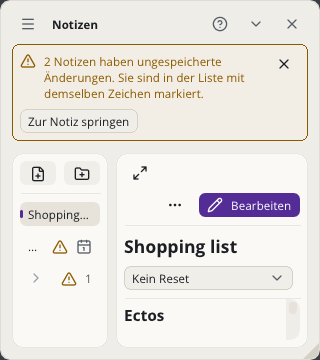 Notizen
2 Notizen haben ungespeicherte
Änderungen. Sie sind in der Liste mit
demselben Zeichen markiert.
Zur Notiz springen
Shopping...
...
1
Bearbeiten
Shopping list
Kein Reset
Ectos